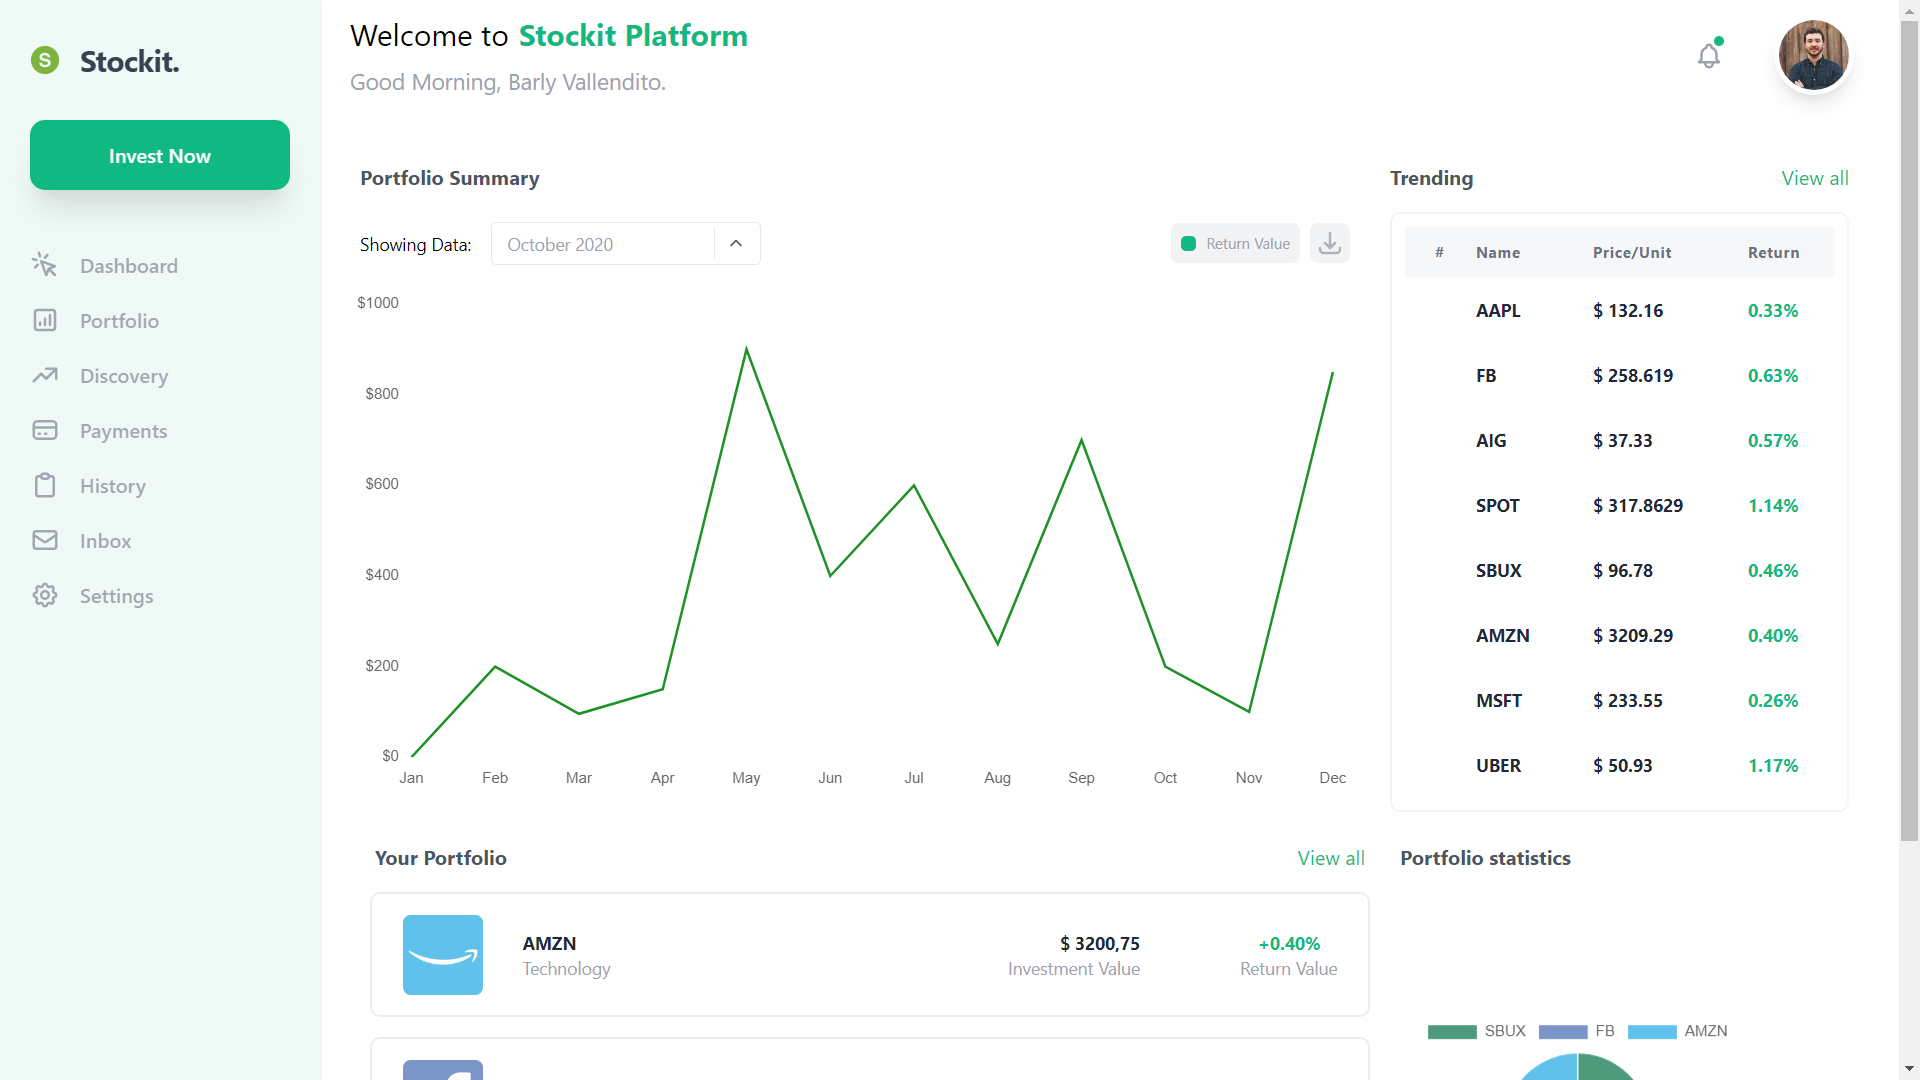 S
Stockit.
Invest Now
Dashboard
Portfolio
Discovery
Payments
History
Inbox
Settings
Welcome to Stockit Platform
Good Morning, Barly Vallendito.
Portfolio Summary
Showing Data: October 2020
Return Value
$1000
$800
$600
$400
$200
$0
Jan Feb Mar Apr May Jun Jul Aug Sep Oct Nov Dec
Trending View all
# Name Price/Unit Return
AAPL $ 132.16 0.33%
FB $ 258.619 0.63%
AIG $ 37.33 0.57%
SPOT $ 317.8629 1.14%
SBUX $ 96.78 0.46%
AMZN $ 3209.29 0.40%
MSFT $ 233.55 0.26%
UBER $ 50.93 1.17%
Your Portfolio View all
AMZN $ 3200,75 +0.40%
Technology Investment Value Return Value
Portfolio statistics
SBUX FB AMZN